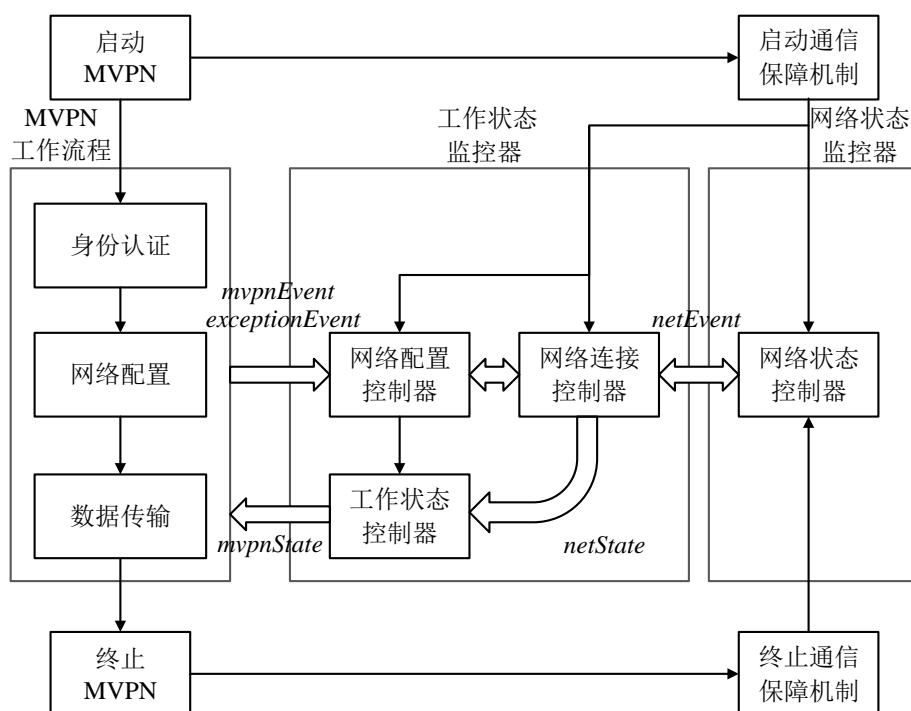 启动
MVPN
启动通信
保障机制
MVPN
工作流程
工作状态
监控器
网络状态
监控器
身份认证
mvpnEvent
exceptionEvent
netEvent
网络配置
网络配置
控制器
网络连接
控制器
网络状态
控制器
数据传输
工作状态
控制器
mvpnState
netState
终止
MVPN
终止通信
保障机制